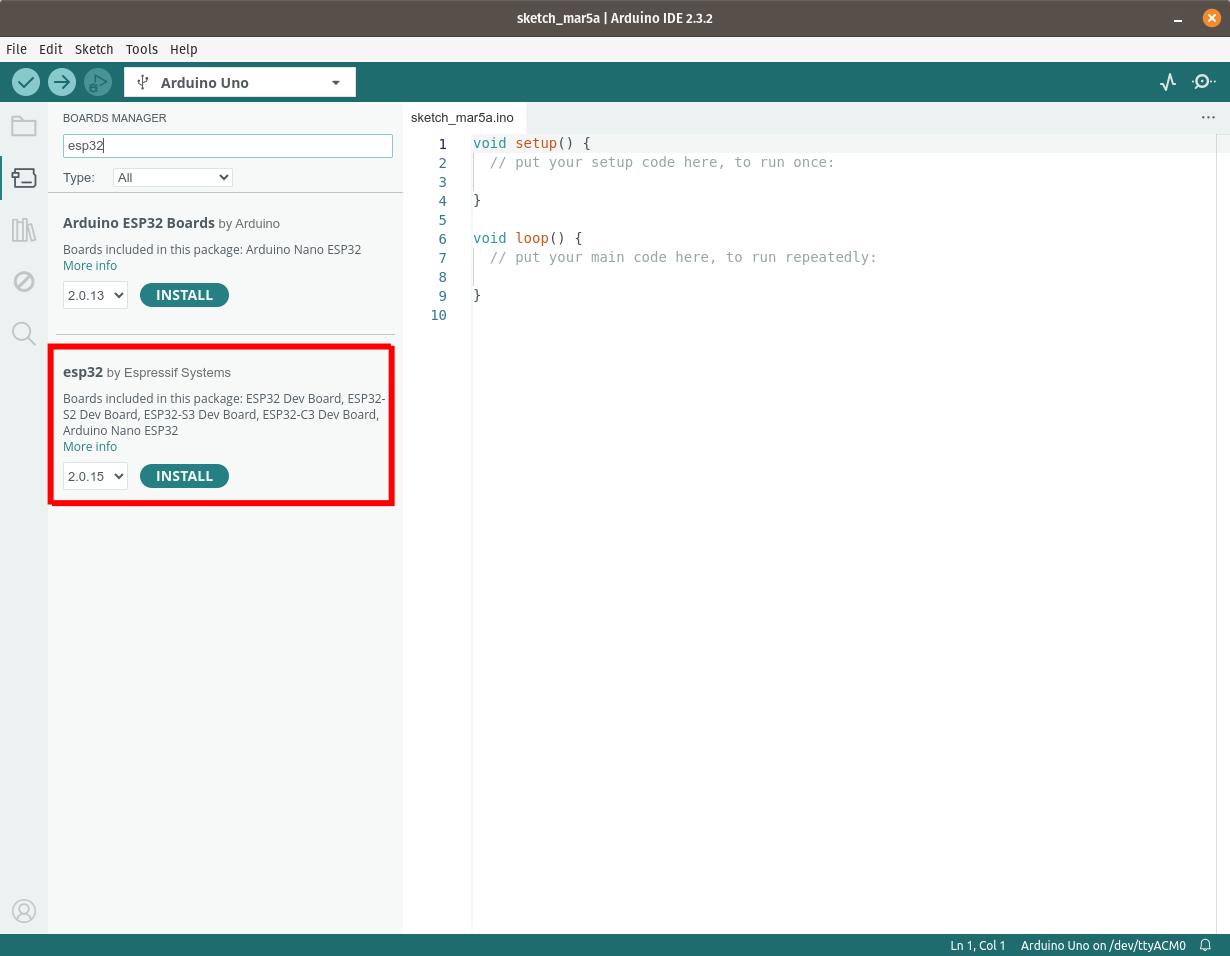 sketch_mar5a | Arduino IDE 2.3.2
File Edit Sketch Tools Help
Arduino Uno
BOARDS MANAGER
esp32
Type: All
Arduino ESP32 Boards by Arduino
Boards included in this package: Arduino Nano ESP32
More info
2.0.13 INSTALL
esp32 by Espressif Systems
Boards included in this package: ESP32 Dev Board, ESP32-
S2 Dev Board, ESP32-S3 Dev Board, ESP32-C3 Dev Board,
Arduino Nano ESP32
More info
2.0.15 INSTALL
sketch_mar5a.ino
1 void setup() {
2 // put your setup code here, to run once:
3
4 }
5
6 void loop() {
7 // put your main code here, to run repeatedly:
8
9 }
10
Ln 1, Col 1 Arduino Uno on /dev/ttyACM0